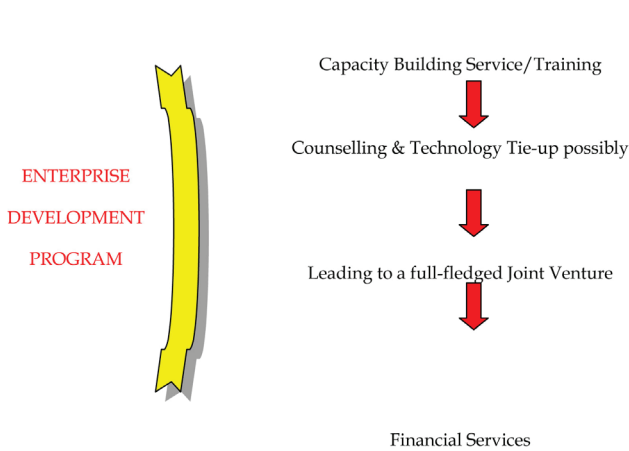 ENTERPRISE
DEVELOPMENT
PROGRAM
Capacity Building Service/Training
Counselling & Technology Tie-up possibly
Leading to a full-fledged Joint Venture
Financial Services